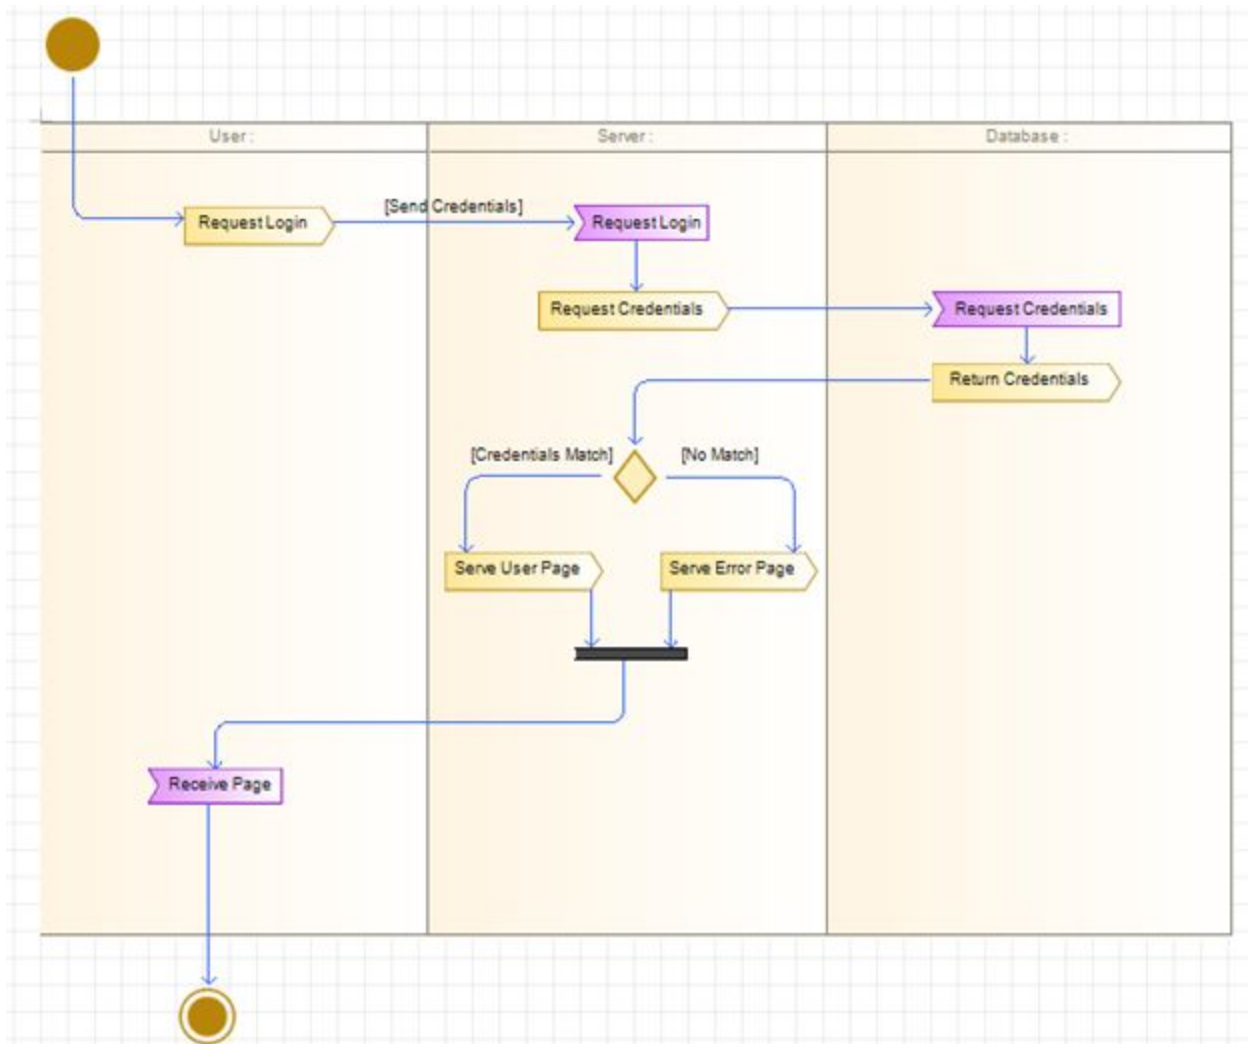 User :
Server :
Database :
Request Login
[Send Credentials]
Request Login
Request Credentials
Request Credentials
Return Credentials
[Credentials Match]
[No Match]
Serve User Page
Serve Error Page
Receive Page